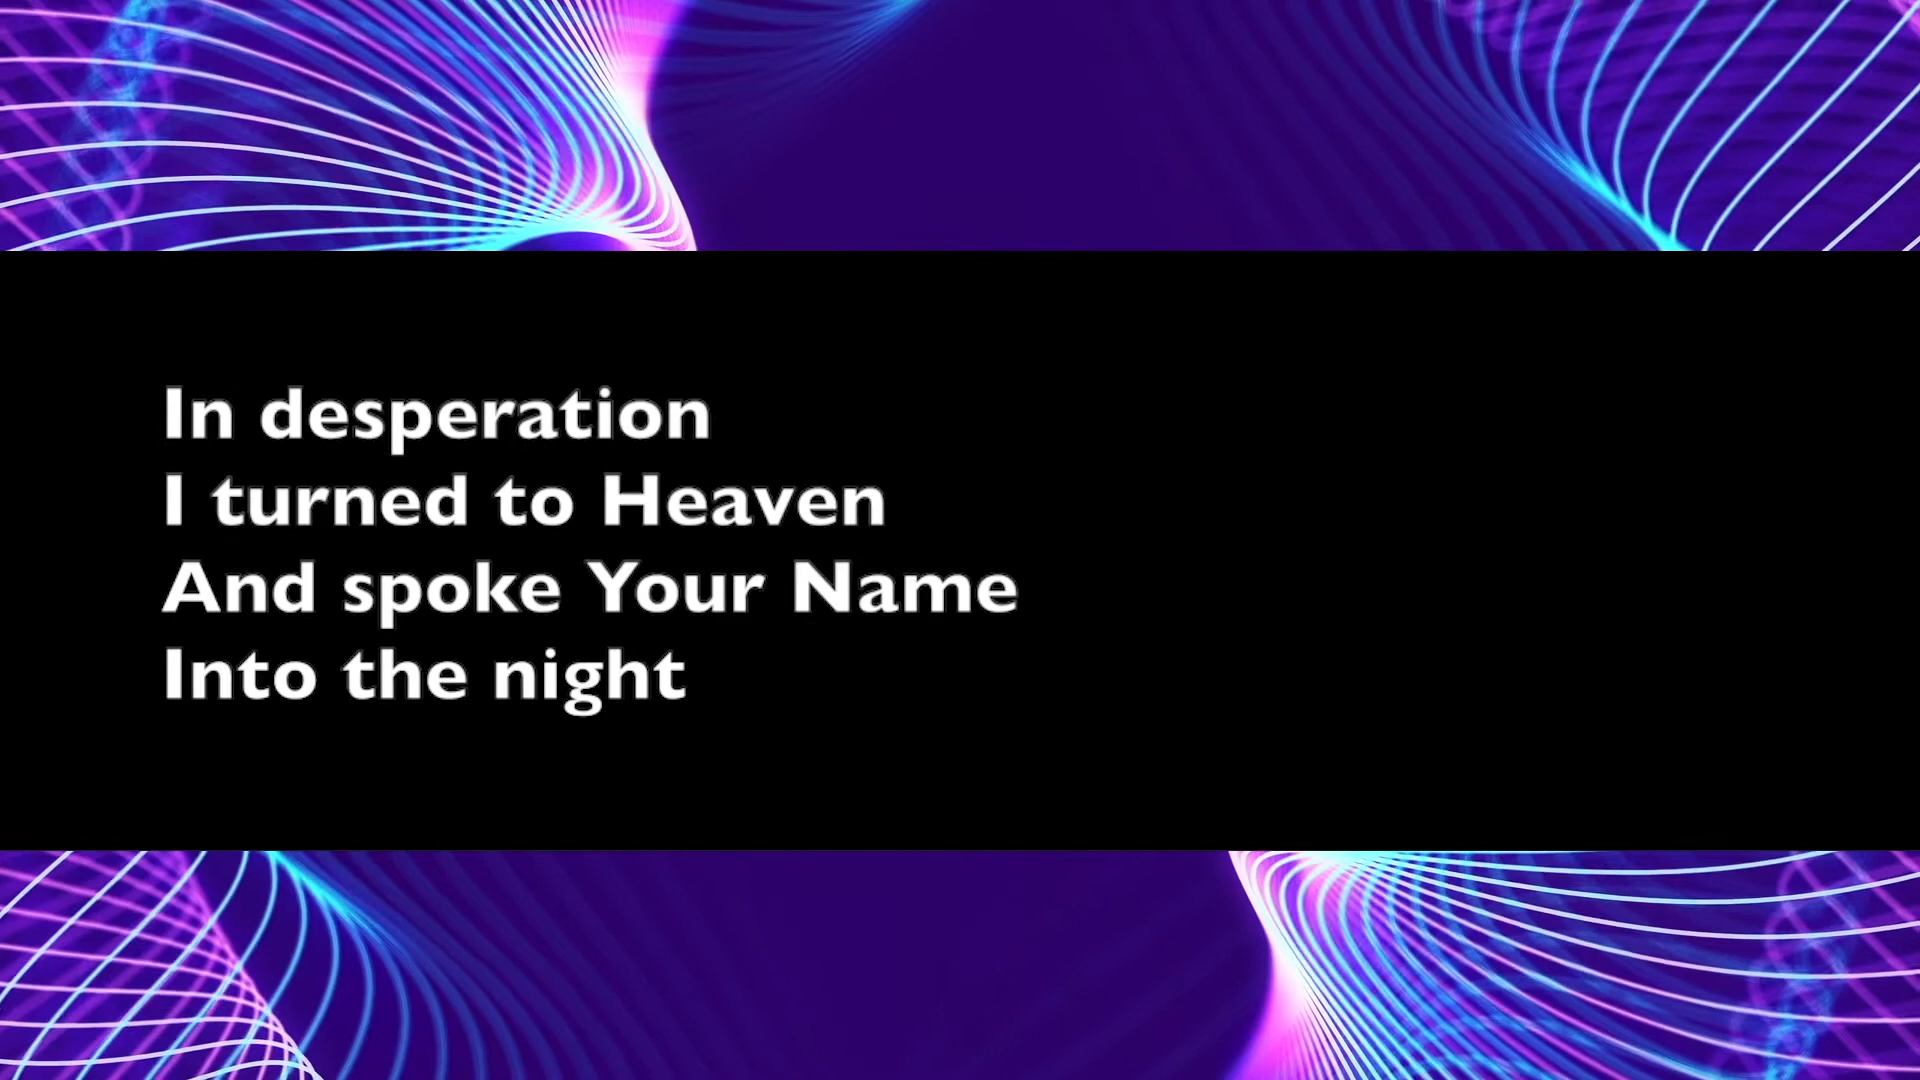 In desperation
I turned to Heaven
And spoke Your Name
Into the night